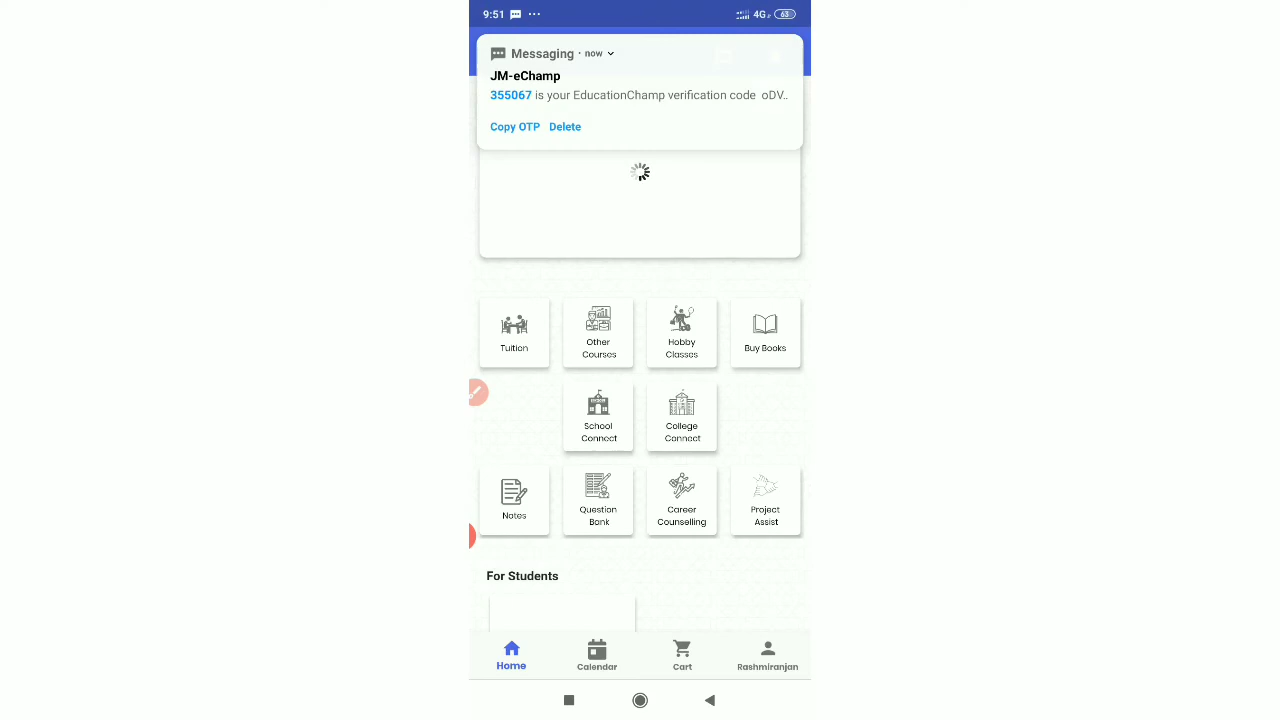 9:51 ... 4G 63
Messaging · now
JM-eChamp
355067 is your EducationChamp verification code oDV..
Copy OTP Delete
Tuition
Other Courses
Hobby Classes
Buy Books
School Connect
College Connect
Notes
Question Bank
Career Counselling
Project Assist
For Students
Home Calendar Cart Rashmiranjan